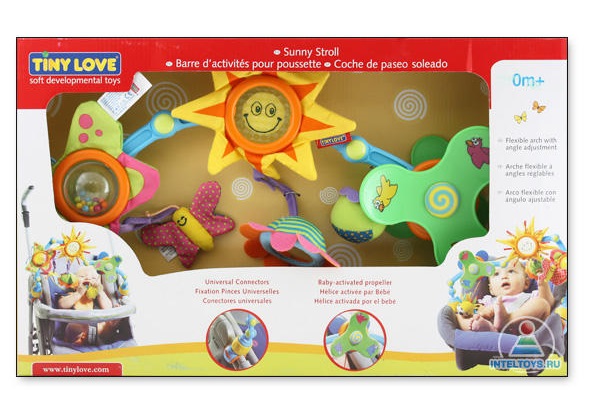 TINY LOVE
soft developmental toys
• Sunny Stroll
• Barre d'activités pour poussette • Coche de paseo soleado
0m+
• Flexible arch with
angle adjustment
• Arche flexible à
angles réglables
• Arco flexible con
ángulo ajustable
TINY LOVE
Universal Connectors
Fixation Pinces Universelles
Conectores universales
Baby-activated propeller
Hélice activée par Bébé
Hélice activada por el bebé
www.tinylove.com
INTELTOYS.RU